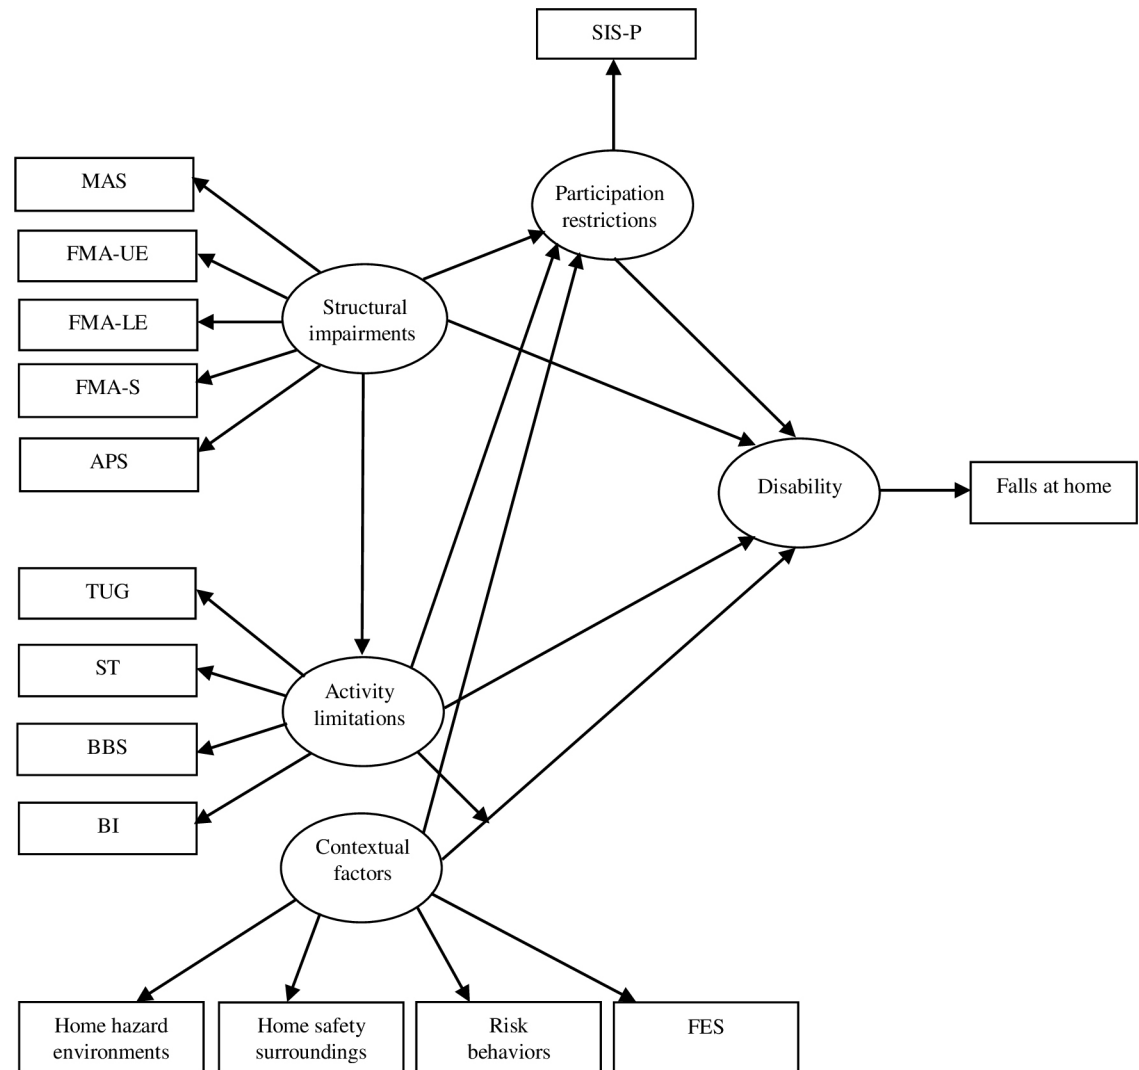 SIS-P
Participation
restrictions
MAS
FMA-UE
FMA-LE
FMA-S
APS
Structural
impairments
Disability
Falls at home
TUG
ST
BBS
BI
Activity
limitations
Contextual
factors
Home hazard
environments
Home safety
surroundings
Risk
behaviors
FES